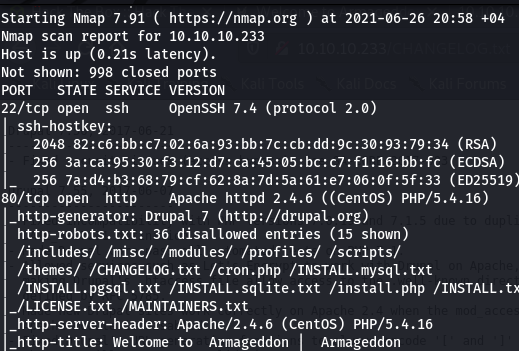 Starting Nmap 7.91 ( https://nmap.org ) at 2021-06-26 20:58 +04
Nmap scan report for 10.10.10.233
Host is up (0.21s latency).
Not shown: 998 closed ports
PORT   STATE SERVICE VERSION
22/tcp open  ssh     OpenSSH 7.4 (protocol 2.0)
| ssh-hostkey:
|   2048 82:c6:bb:c7:02:6a:93:bb:7c:cb:dd:9c:30:93:79:34 (RSA)
|   256 3a:ca:95:30:f3:12:d7:ca:45:05:bc:c7:f1:16:bb:fc (ECDSA)
|_  256 7a:d4:b3:68:79:cf:62:8a:7d:5a:61:e7:06:0f:5f:33 (ED25519)
80/tcp open  http    Apache httpd 2.4.6 ((CentOS) PHP/5.4.16)
|_http-generator: Drupal 7 (http://drupal.org)
| http-robots.txt: 36 disallowed entries (15 shown)
| /includes/ /misc/ /modules/ /profiles/ /scripts/
| /themes/ /CHANGELOG.txt /cron.php /INSTALL.mysql.txt
| /INSTALL.pgsql.txt /INSTALL.sqlite.txt /install.php /INSTALL.tx
|_/LICENSE.txt /MAINTAINERS.txt
|_http-server-header: Apache/2.4.6 (CentOS) PHP/5.4.16
|_http-title: Welcome to  Armageddon |  Armageddon